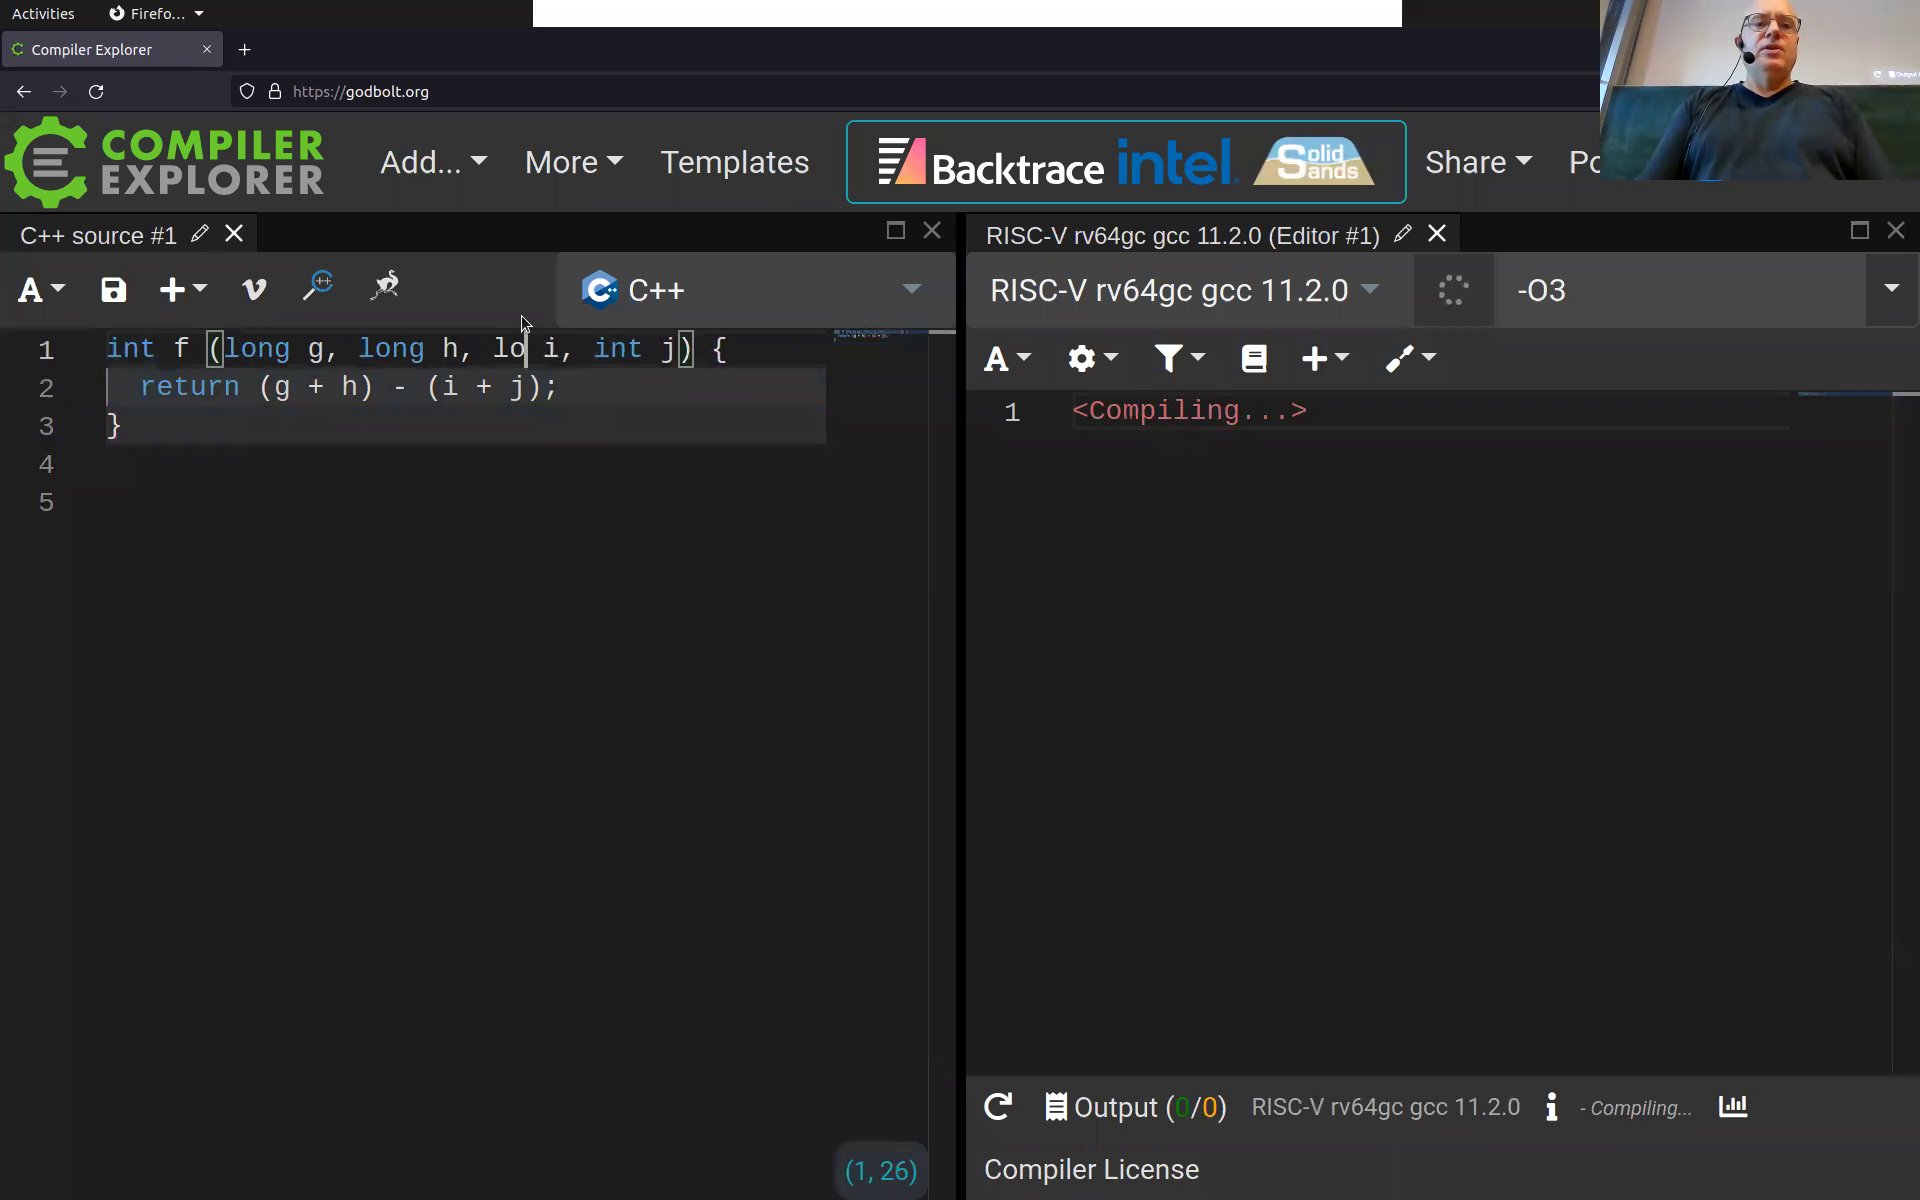 Activities Firefo...
Compiler Explorer
https://godbolt.org
COMPILER EXPLORER
Add... More Templates Backtrace intel Solid Sands Share Po
C++ source #1
RISC-V rv64gc gcc 11.2.0 (Editor #1)
A C++
RISC-V rv64gc gcc 11.2.0 -O3
A
1 int f (long g, long h, lo i, int j) {
2 return (g + h) - (i + j);
3 }
4
5
(1, 26)
1 <Compiling...>
Output (0/0) RISC-V rv64gc gcc 11.2.0 - Compiling...
Compiler License